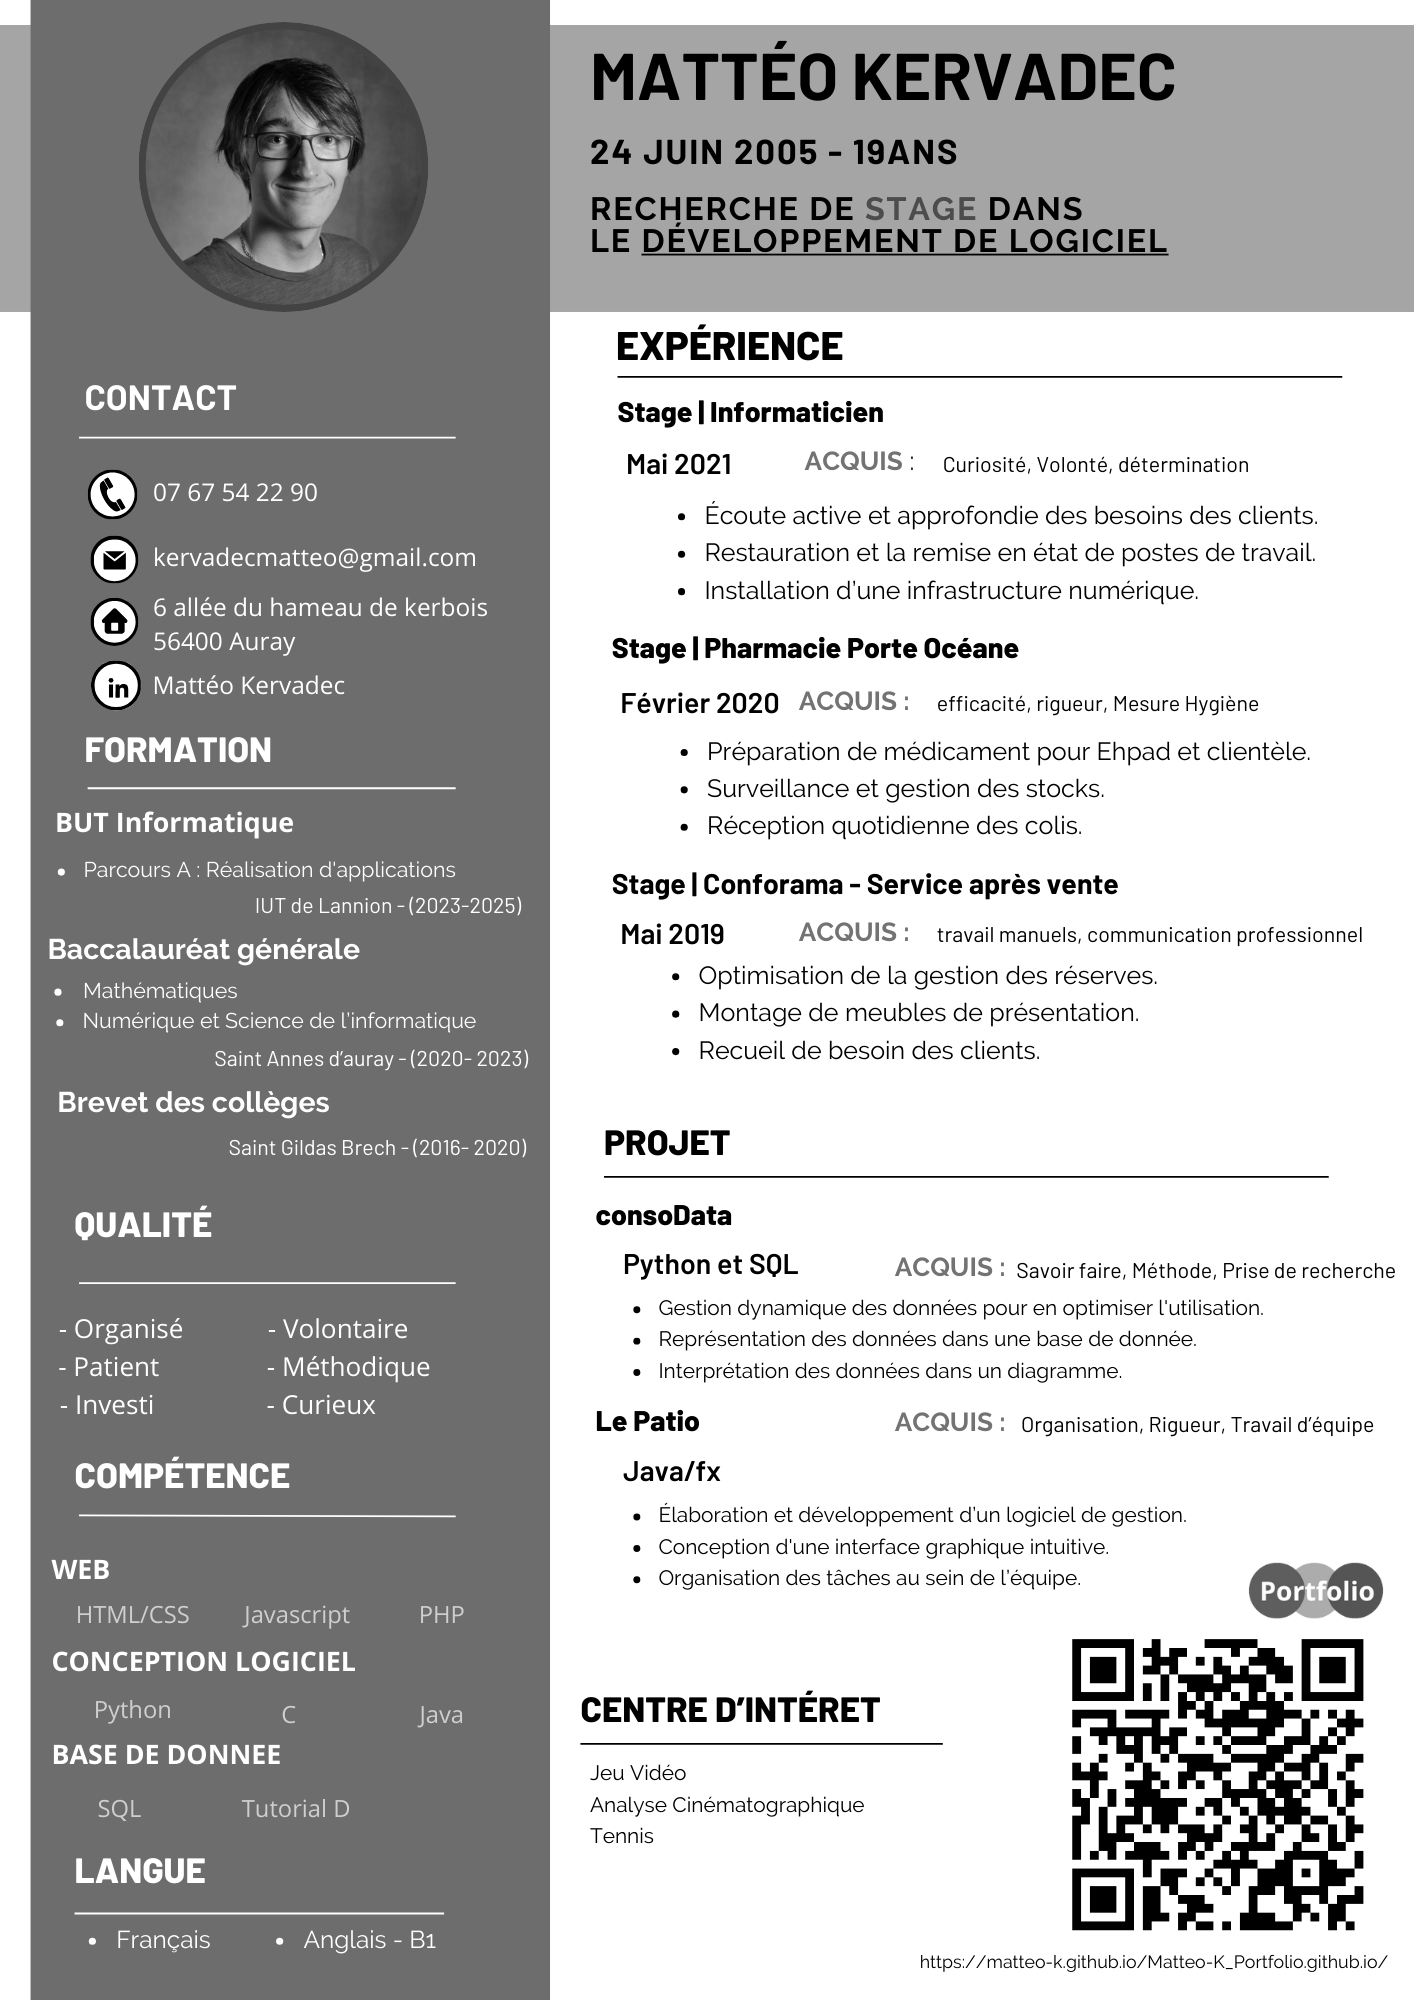 MATTÉO KERVADEC
24 JUIN 2005 - 19ANS
RECHERCHE DE STAGE DANS
LE DÉVELOPPEMENT DE LOGICIEL
CONTACT
07 67 54 22 90
kervadecmatteo@gmail.com
6 allée du hameau de kerbois
56400 Auray
in Mattéo Kervadec
FORMATION
BUT Informatique
• Parcours A : Réalisation d'applications
IUT de Lannion - (2023-2025)
Baccalauréat générale
• Mathématiques
• Numérique et Science de l'informatique
Saint Annes d'auray - (2020- 2023)
Brevet des collèges
Saint Gildas Brech - (2016- 2020)
QUALITÉ
- Organisé - Volontaire
- Patient - Méthodique
- Investi - Curieux
COMPÉTENCE
WEB
HTML/CSS Javascript PHP
CONCEPTION LOGICIEL
Python C Java
BASE DE DONNEE
SQL Tutorial D
LANGUE
• Français • Anglais - B1
EXPÉRIENCE
Stage | Informaticien
Mai 2021 ACQUIS : Curiosité, Volonté, détermination
• Écoute active et approfondie des besoins des clients.
• Restauration et la remise en état de postes de travail.
• Installation d'une infrastructure numérique.
Stage | Pharmacie Porte Océane
Février 2020 ACQUIS : efficacité, rigueur, Mesure Hygiène
• Préparation de médicament pour Ehpad et clientèle.
• Surveillance et gestion des stocks.
• Réception quotidienne des colis.
Stage | Conforama - Service après vente
Mai 2019 ACQUIS : travail manuels, communication professionnel
• Optimisation de la gestion des réserves.
• Montage de meubles de présentation.
• Recueil de besoin des clients.
PROJET
consoData
Python et SQL ACQUIS : Savoir faire, Méthode, Prise de recherche
• Gestion dynamique des données pour en optimiser l'utilisation.
• Représentation des données dans une base de donnée.
• Interprétation des données dans un diagramme.
Le Patio ACQUIS : Organisation, Rigueur, Travail d'équipe
Java/fx
• Élaboration et développement d'un logiciel de gestion.
• Conception d'une interface graphique intuitive.
• Organisation des tâches au sein de l'équipe.
Portfolio
CENTRE D'INTÉRET
Jeu Vidéo
Analyse Cinématographique
Tennis
https://matteo-k.github.io/Matteo-K_Portfolio.github.io/